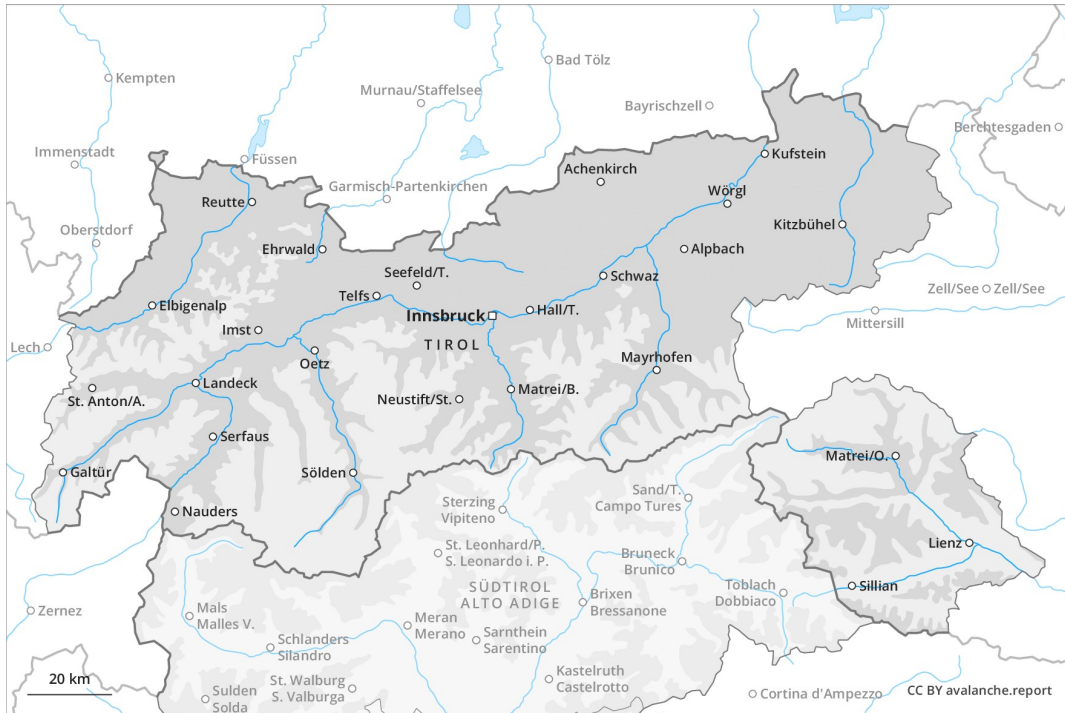 Kempten
Bad Tölz
Murnau/Staffelsee
Bayrischzell
Berchtesgaden
Immenstadt
Füssen
Kufstein
Achenkirch
Garmisch-Partenkirchen
Wörgl
Reutte
Oberstdorf
Kitzbühel
Ehrwald
Alpbach
Seefeld/T.
Schwaz
Zell/See
Zell/See
Telfs
Elbigenalp
Innsbruck
Hall/T.
Mittersill
Imst
Lech
TIROL
Mayrhofen
Oetz
Landeck
Matrei/B.
St. Anton/A.
Neustift/St.
Serfaus
Matrei/O.
Galtür
Sölden
Sand/T.
Campo Tures
Sterzing
Vipiteno
Nauders
Lienz
St. Leonhard/P.
S. Leonardo i. P.
Bruneck
Brunico
Toblach
Dobbiaco
Sillian
SÜDTIROL
ALTO ADIGE
Brixen
Bressanone
Zernez
Mals
Malles V.
Meran
Merano
Sarnthein
Sarentino
Schlanders
Silandro
Kastelruth
Castelrotto
20 km
St. Walburg
S. Valburga
Sulden
Solda
Cortina d'Ampezzo
CC BY avalanche.report